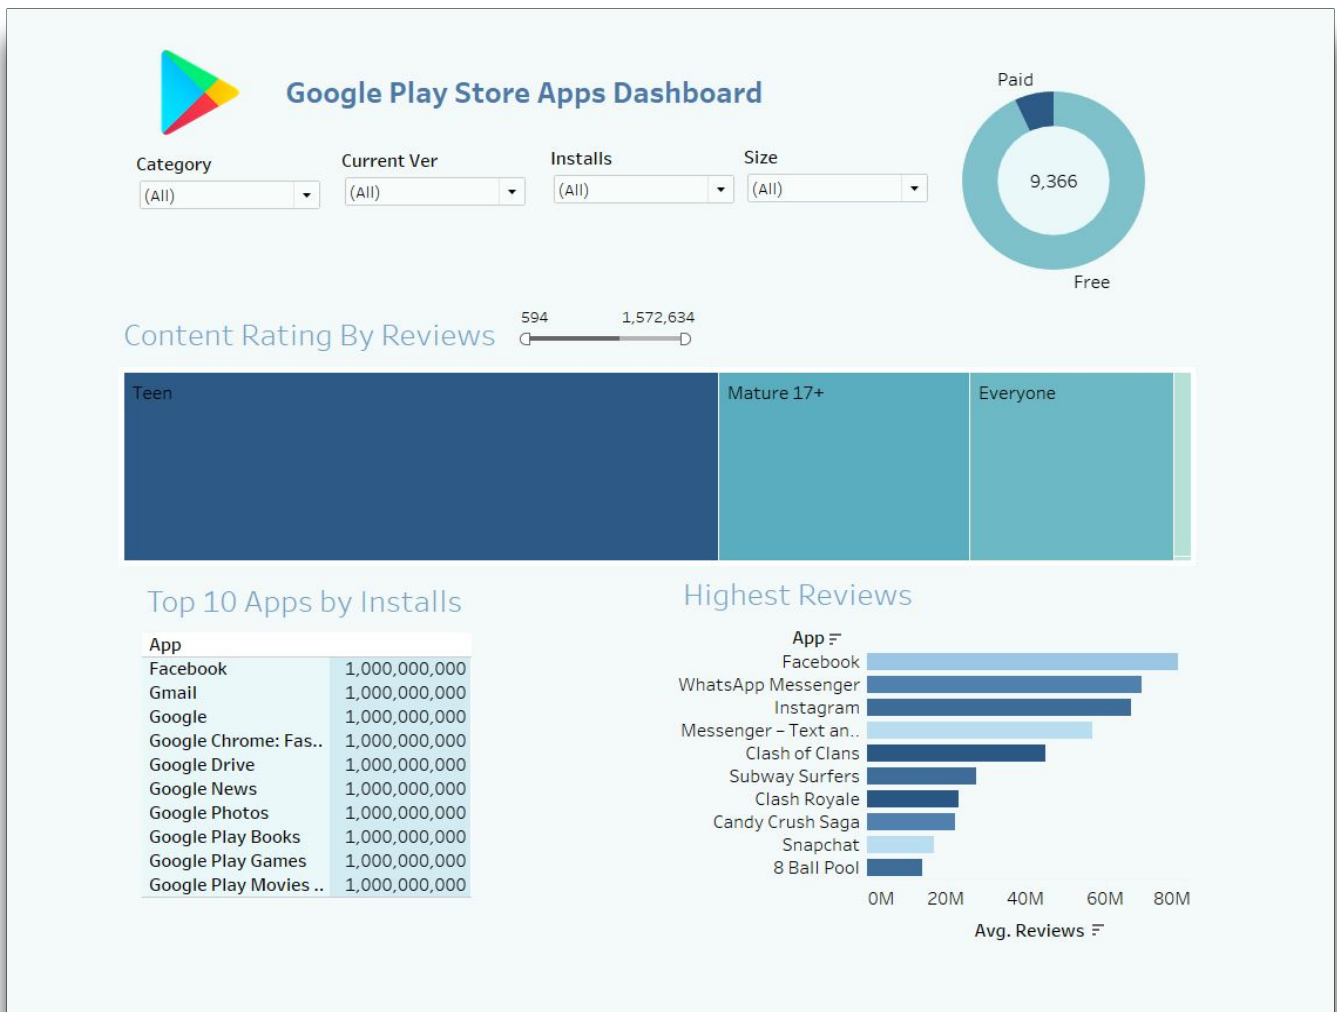 Google Play Store Apps Dashboard
Paid
9,366
Free
Category
(All)
Current Ver
(All)
Installs
(All)
Size
(All)
Content Rating By Reviews
594 1,572,634
Teen
Mature 17+
Everyone
Top 10 Apps by Installs
App
Facebook 1,000,000,000
Gmail 1,000,000,000
Google 1,000,000,000
Google Chrome: Fas.. 1,000,000,000
Google Drive 1,000,000,000
Google News 1,000,000,000
Google Photos 1,000,000,000
Google Play Books 1,000,000,000
Google Play Games 1,000,000,000
Google Play Movies .. 1,000,000,000
Highest Reviews
App
Facebook
WhatsApp Messenger
Instagram
Messenger – Text an..
Clash of Clans
Subway Surfers
Clash Royale
Candy Crush Saga
Snapchat
8 Ball Pool
0M 20M 40M 60M 80M
Avg. Reviews